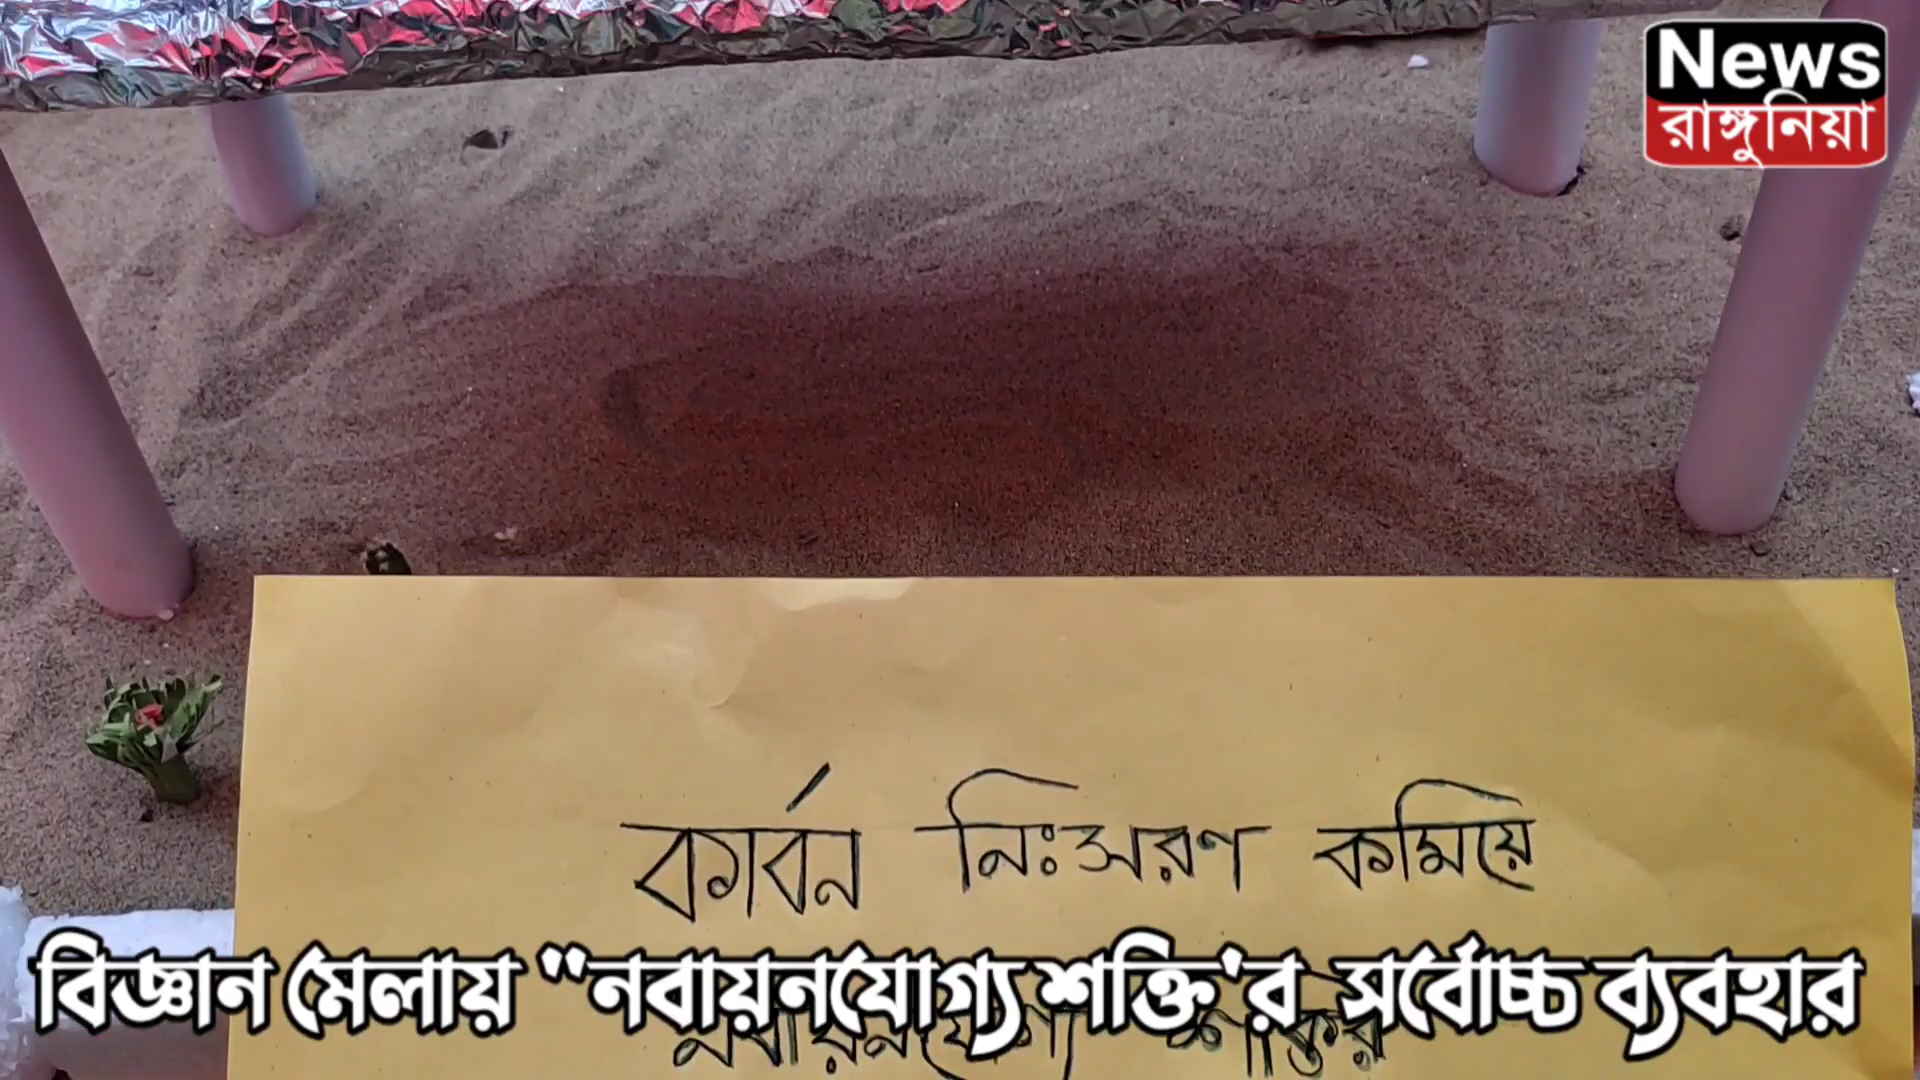 News
রাঙ্গুনিয়া
কার্বন নিঃসরণ কমিয়ে
বিজ্ঞান মেলায় "নবায়নযোগ্য শক্তি'র সর্বোচ্চ ব্যবহার